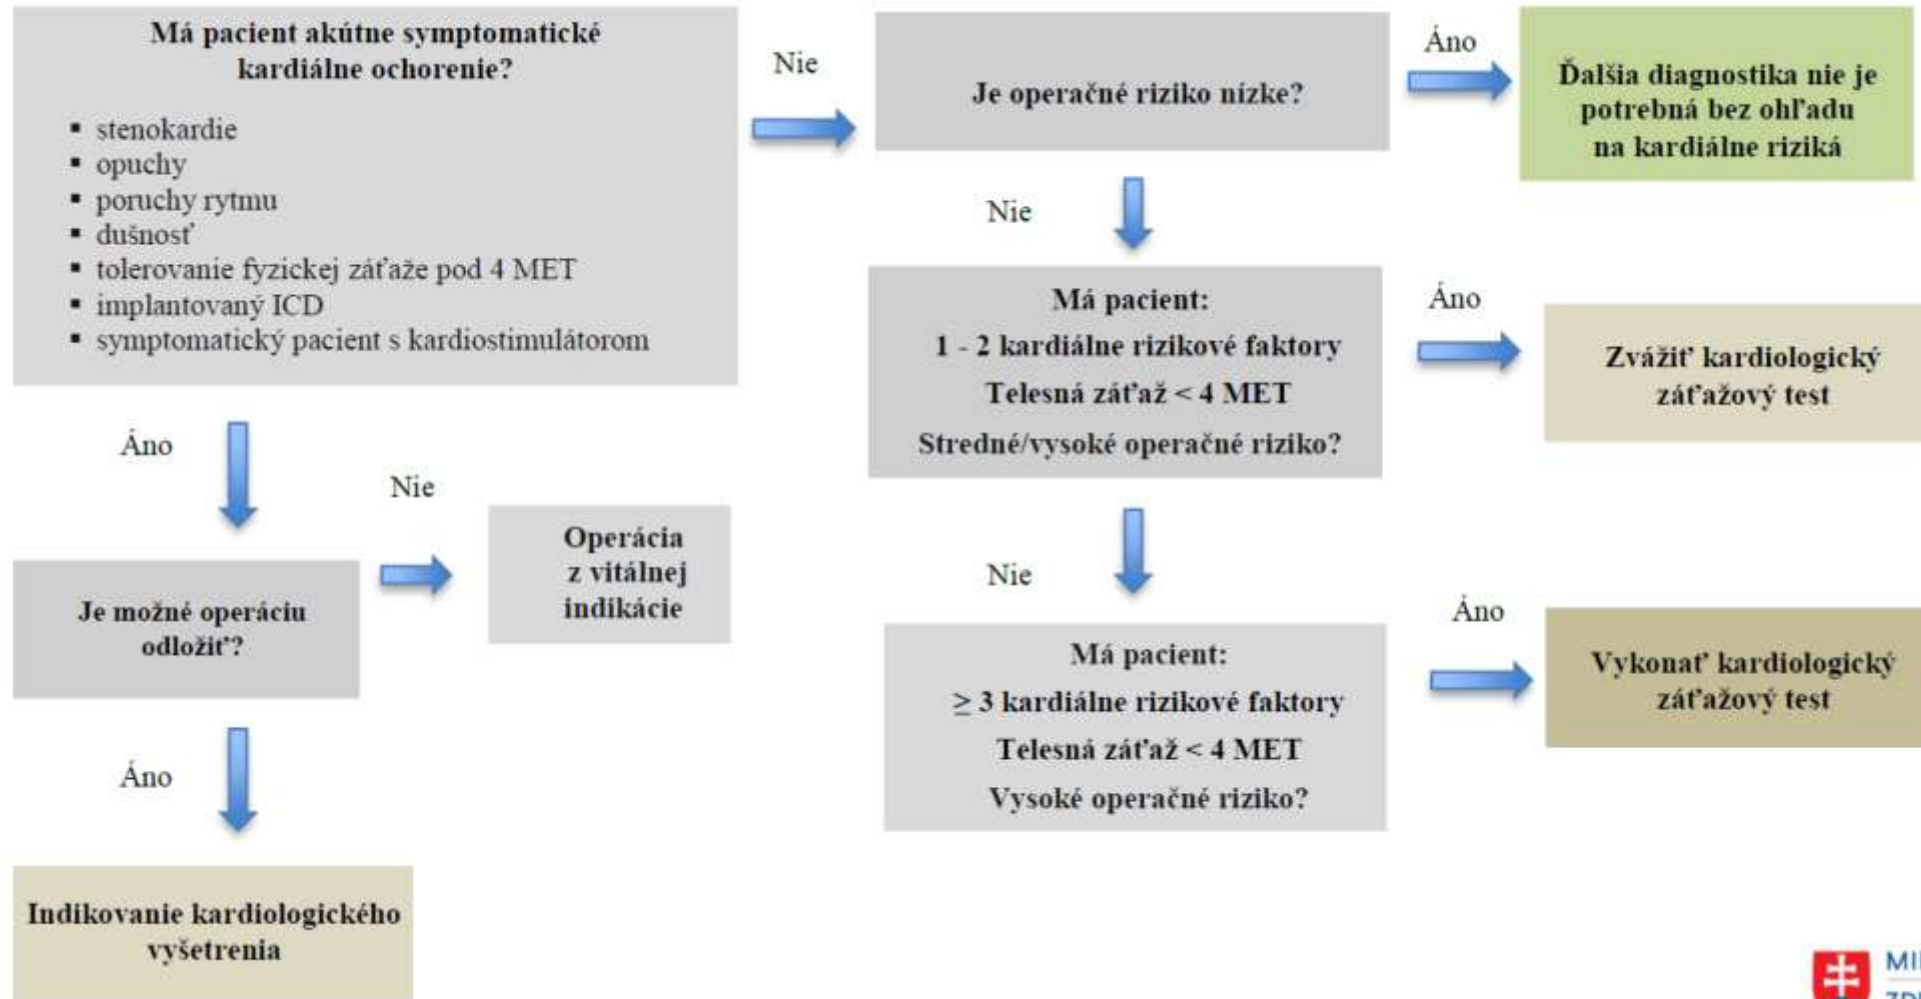 Má pacient akútne symptomatické
kardiálne ochorenie?
▪ stenokardie
▪ opuchy
▪ poruchy rytmu
▪ dušnosť
▪ tolerovanie fyzickej záťaže pod 4 MET
▪ implantovaný ICD
▪ symptomatický pacient s kardiostimulátorom
Nie
Je operačné riziko nízke?
Áno
Ďalšia diagnostika nie je
potrebná bez ohľadu
na kardiálne riziká
Nie
Má pacient:
1 - 2 kardiálne rizikové faktory
Telesná záťaž < 4 MET
Stredné/vysoké operačné riziko?
Áno
Zvážiť kardiologický
záťažový test
Nie
Má pacient:
≥ 3 kardiálne rizikové faktory
Telesná záťaž < 4 MET
Vysoké operačné riziko?
Áno
Vykonať kardiologický
záťažový test
Áno
Je možné operáciu
odložiť?
Nie
Operácia
z vitálnej
indikácie
Áno
Indikovanie kardiologického
vyšetrenia